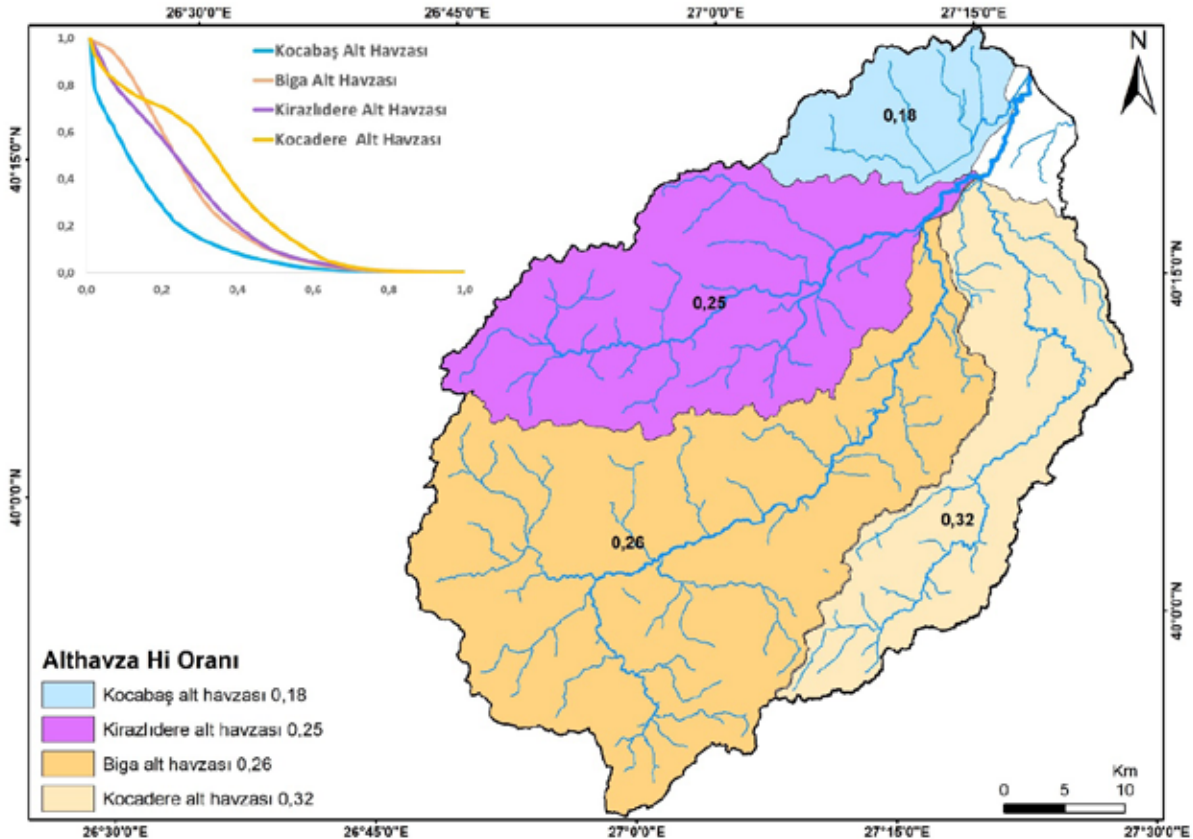 26°30'0"E
26°45'0"E
27°0'0"E
27°15'0"E
1,0
0,8
0,6
0,4
0,2
0,0
0,0
0,2
0,4
0,6
0,8
1,0
Kocabaş Alt Havzası
Biga Alt Havzası
Kirazlıdere Alt Havzası
Kocadere Alt Havzası
N
40°15'0"N
40°0'0"N
40°15'0"N
40°0'0"N
0,18
0,25
0,26
0,32
Althavza Hi Oranı
Kocabaş alt havzası 0,18
Kirazlıdere alt havzası 0,25
Biga alt havzası 0,26
Kocadere alt havzası 0,32
Km
0 5 10
26°30'0"E
26°45'0"E
27°0'0"E
27°15'0"E
27°30'0"E